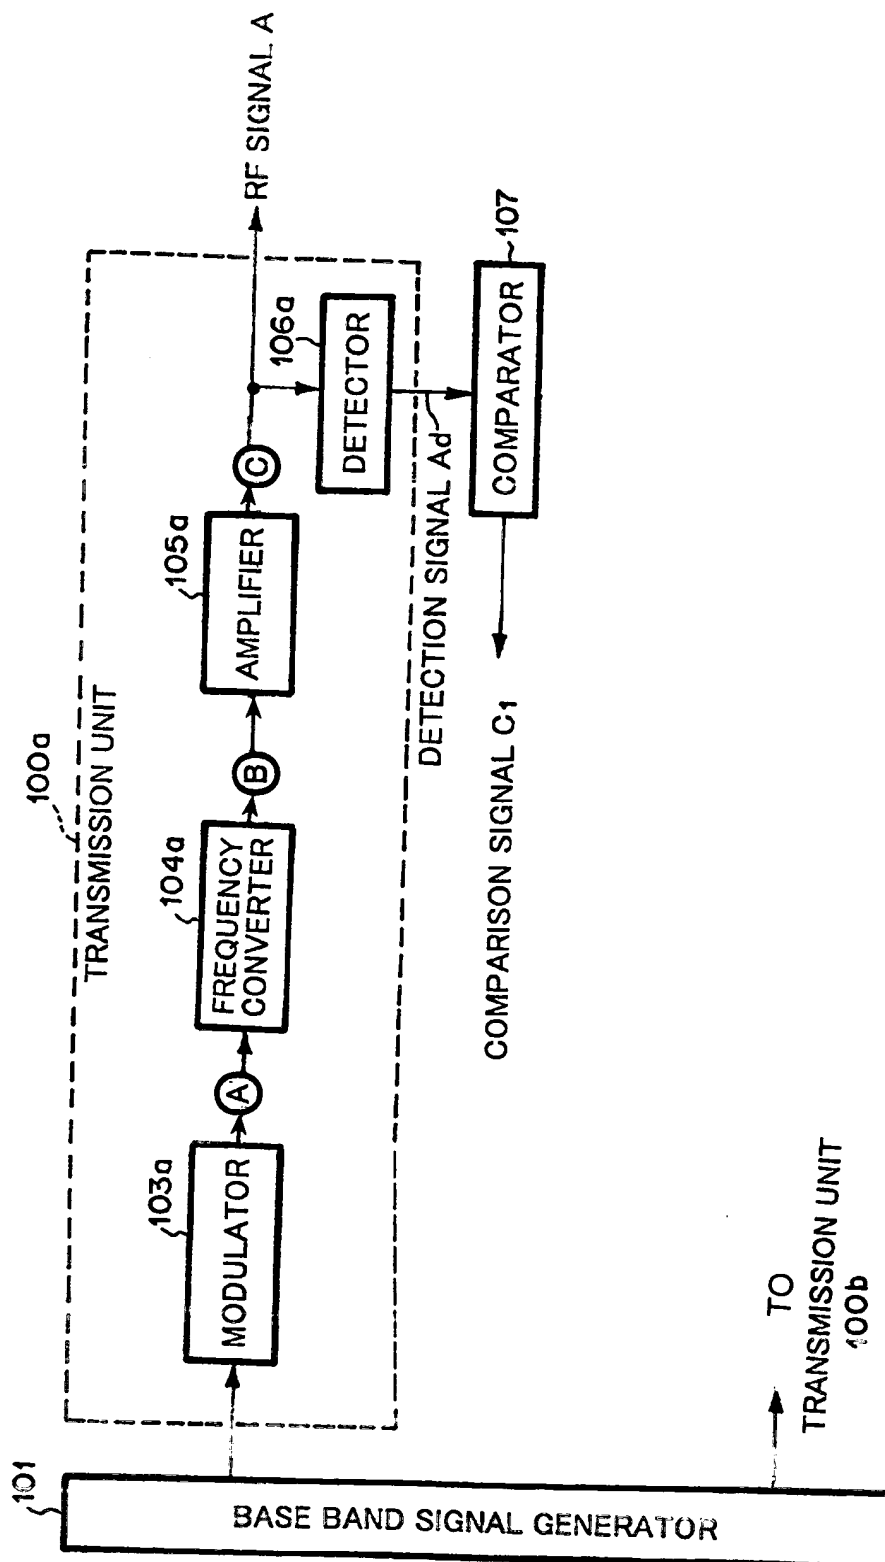 101
BASE BAND SIGNAL GENERATOR
100a
TRANSMISSION UNIT
103a
MODULATOR
A
104a
FREQUENCY
CONVERTER
B
105a
AMPLIFIER
C
RF SIGNAL A
106a
DETECTOR
DETECTION SIGNAL Ad
107
COMPARATOR
COMPARISON SIGNAL C1
TO
TRANSMISSION UNIT
100b